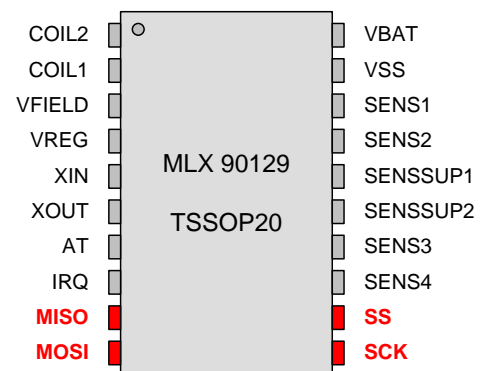 COIL2 VBAT
COIL1 VSS
VFIELD SENS1
VREG SENS2
XIN MLX 90129 SENSSUP1
XOUT TSSOP20 SENSSUP2
AT SENS3
IRQ SENS4
MISO SS
MOSI SCK